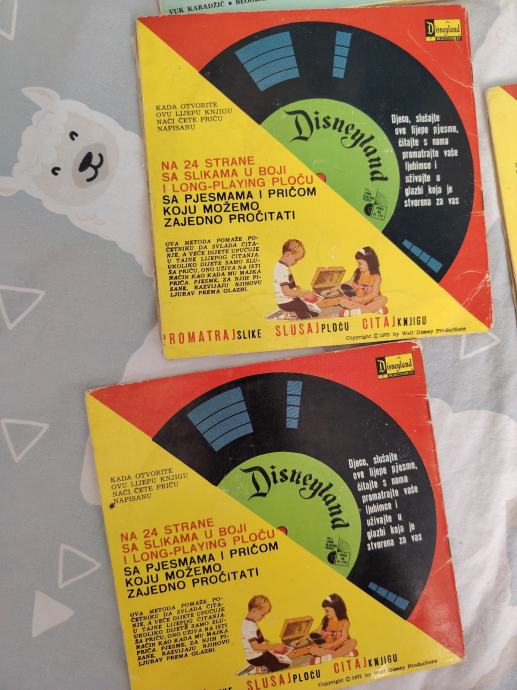 VUK KARADŽIĆ • BEOGRAD
Disneyland
KADA OTVORITE
OVU LIJEPU KNJIGU
NAĆI ĆETE PRIČU
NAPISANU
NA 24 STRANE
SA SLIKAMA U BOJI
I LONG-PLAYING PLOČU
SA PJESMAMA I PRIČOM
KOJU MOŽEMO
ZAJEDNO PROČITATI
Disneyland
Djeco, slušajte
ove lijepe pjesme,
čitajte s nama
promatrajte vaše
ljubimce i
uživajte u
glazbi koja je
stvorena za vas
OVA METODA POMAŽE PO-
ČETNIKU DA SVLADA ČITA-
NJE, A VEĆE DIJETE UPUĆUJE
U TAJNE LIJEPOG ČITANJA.
UKOLIKO DIJETE SAMO SLU-
ŠA PRIČU, ONO UŽIVA NA ISTI
NAČIN KAO KADA MU MAJKA
PRIČA. PJESME, ZA NJIH PI-
SANE, RAZVIJAJU NJIHOVU
LJUBAV PREMA GLAZBI.
ROMATRAJ SLIKE SLUŠAJ PLOČU ČITAJ KNJIGU
Copyright © 1972 by Walt Disney Productions
Disneyland
KADA OTVORITE
OVU LIJEPU KNJIGU
NAĆI ĆETE PRIČU
NAPISANU
NA 24 STRANE
SA SLIKAMA U BOJI
I LONG-PLAYING PLOČU
SA PJESMAMA I PRIČOM
KOJU MOŽEMO
ZAJEDNO PROČITATI
Disneyland
Djeco, slušajte
ove lijepe pjesme,
čitajte s nama
promatrajte vaše
ljubimce i
uživajte u
glazbi koja je
stvorena za vas
OVA METODA POMAŽE PO-
ČETNIKU DA SVLADA ČITA-
NJE, A VEĆE DIJETE UPUĆUJE
U TAJNE LIJEPOG ČITANJA.
UKOLIKO DIJETE SAMO SLU-
ŠA PRIČU, ONO UŽIVA NA ISTI
NAČIN KAO KADA MU MAJKA
PRIČA. PJESME, ZA NJIH PI-
SANE, RAZVIJAJU NJIHOVU
LJUBAV PREMA GLAZBI.
SLIKE SLUŠAJ PLOČU ČITAJ KNJIGU
Copyright © 1972 by Walt Disney Productions